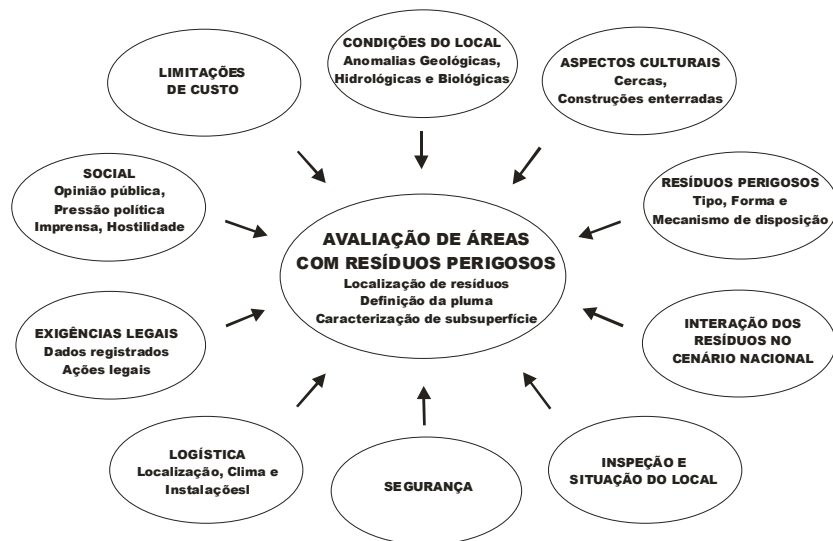 CONDIÇÕES DO LOCAL
Anomalias Geológicas,
Hidrológicas e Biológicas
LIMITAÇÕES
DE CUSTO
ASPECTOS CULTURAIS
Cercas,
Construções enterradas
SOCIAL
Opinião pública,
Pressão política
Imprensa, Hostilidade
RESÍDUOS PERIGOSOS
Tipo, Forma e
Mecanismo de disposição
AVALIAÇÃO DE ÁREAS
COM RESÍDUOS PERIGOSOS
Localização de resíduos
Definição da pluma
Caracterização de subsuperfície
EXIGÊNCIAS LEGAIS
Dados registrados
Ações legais
INTERAÇÃO DOS
RESÍDUOS NO
CENÁRIO NACIONAL
LOGÍSTICA
Localização, Clima e
Instalaçõesl
SEGURANÇA
INSPEÇÃO E
SITUAÇÃO DO LOCAL